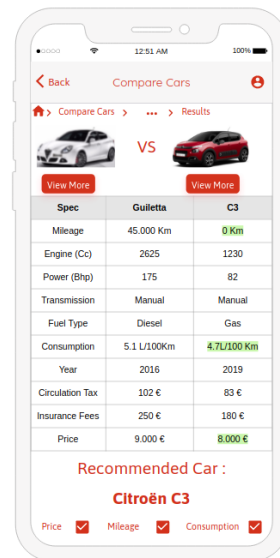 12:51 AM 100%
Back Compare Cars
Compare Cars ... Results
VS
View More View More
Spec Guiletta C3
Mileage 45.000 Km 0 Km
Engine (Cc) 2625 1230
Power (Bhp) 175 82
Transmission Manual Manual
Fuel Type Diesel Gas
Consumption 5.1 L/100Km 4.7L/100 Km
Year 2016 2019
Circulation Tax 102 € 83 €
Insurance Fees 250 € 180 €
Price 9.000 € 8.000 €
Recommended Car :
Citroën C3
Price Mileage Consumption